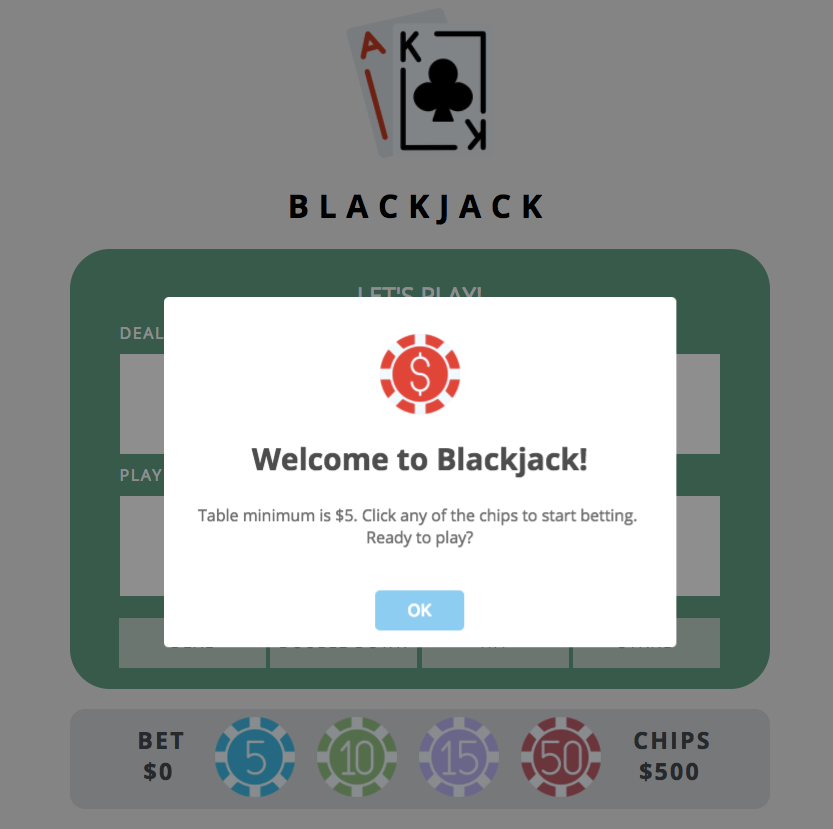 A K
K
BLACKJACK
LET'S PLAY!
DEAL
Welcome to Blackjack!
PLAY
Table minimum is $5. Click any of the chips to start betting.
Ready to play?
OK
BET
$0
5
10
15
50
CHIPS
$500